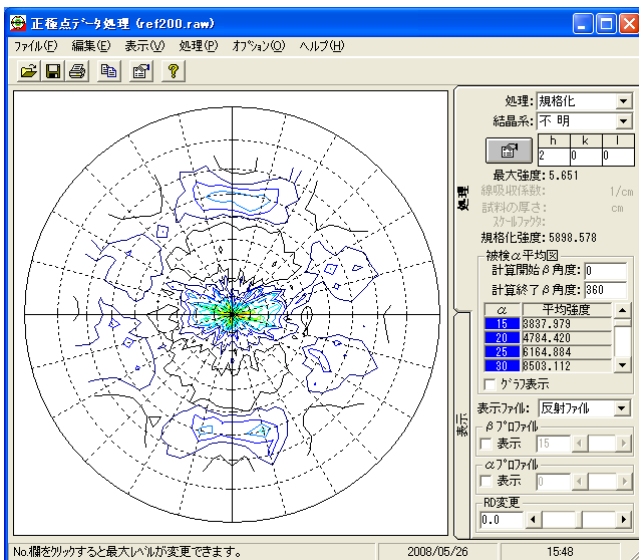 正極点ﾃﾞｰﾀ処理 (ref200.raw)
ﾌｧｲﾙ(F) 編集(E) 表示(V) 処理(P) ｵﾌﾟｼｮﾝ(O) ﾍﾙﾌﾟ(H)
処理: 規格化
結晶系: 不 明
h k l
2 0 0
最大強度: 5.651
線吸収係数: 1/cm
試料の厚さ: cm
ｽｹｰﾙﾌｧｸﾀ:
規格化強度: 5898.578
被検α平均図
計算開始β角度: 0
計算終了β角度: 360
α 平均強度
15 3837.979
20 4784.420
25 6164.884
30 8503.112
ｸﾞﾗﾌ表示
表示ﾌｧｲﾙ: 反射ﾌｧｲﾙ
βﾌﾟﾛﾌｧｲﾙ
表示 15
αﾌﾟﾛﾌｧｲﾙ
表示 0
RD変更
0.0
処理
表示
No.欄をｸﾘｯｸすると最大ﾚﾍﾞﾙが変更できます。 2008/05/26 15:48